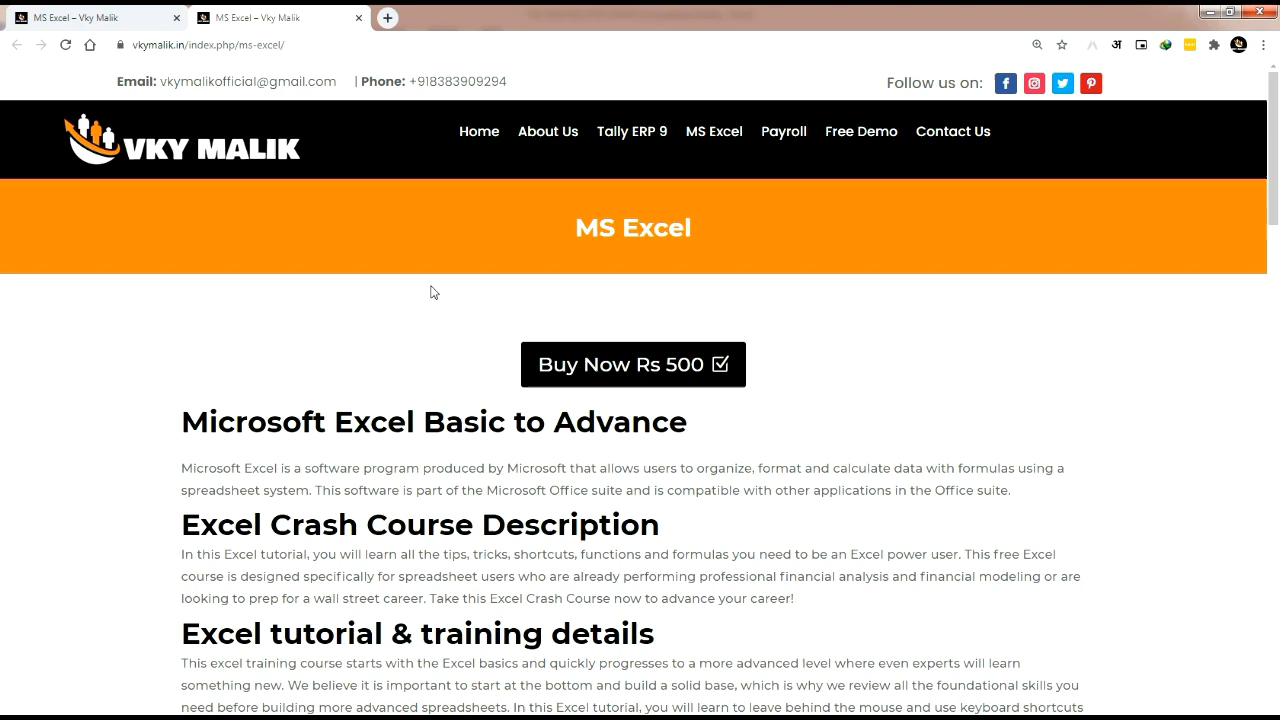 MS Excel – Vky Malik
MS Excel – Vky Malik
vkymalik.in/index.php/ms-excel/
अ
Email: vkymalikofficial@gmail.com | Phone: +918383909294
Follow us on:
VKY MALIK
Home About Us Tally ERP 9 MS Excel Payroll Free Demo Contact Us
MS Excel
Buy Now Rs 500
Microsoft Excel Basic to Advance
Microsoft Excel is a software program produced by Microsoft that allows users to organize, format and calculate data with formulas using a
spreadsheet system. This software is part of the Microsoft Office suite and is compatible with other applications in the Office suite.
Excel Crash Course Description
In this Excel tutorial, you will learn all the tips, tricks, shortcuts, functions and formulas you need to be an Excel power user. This free Excel
course is designed specifically for spreadsheet users who are already performing professional financial analysis and financial modeling or are
looking to prep for a wall street career. Take this Excel Crash Course now to advance your career!
Excel tutorial & training details
This excel training course starts with the Excel basics and quickly progresses to a more advanced level where even experts will learn
something new. We believe it is important to start at the bottom and build a solid base, which is why we review all the foundational skills you
need before building more advanced spreadsheets. In this Excel tutorial, you will learn to leave behind the mouse and use keyboard shortcuts